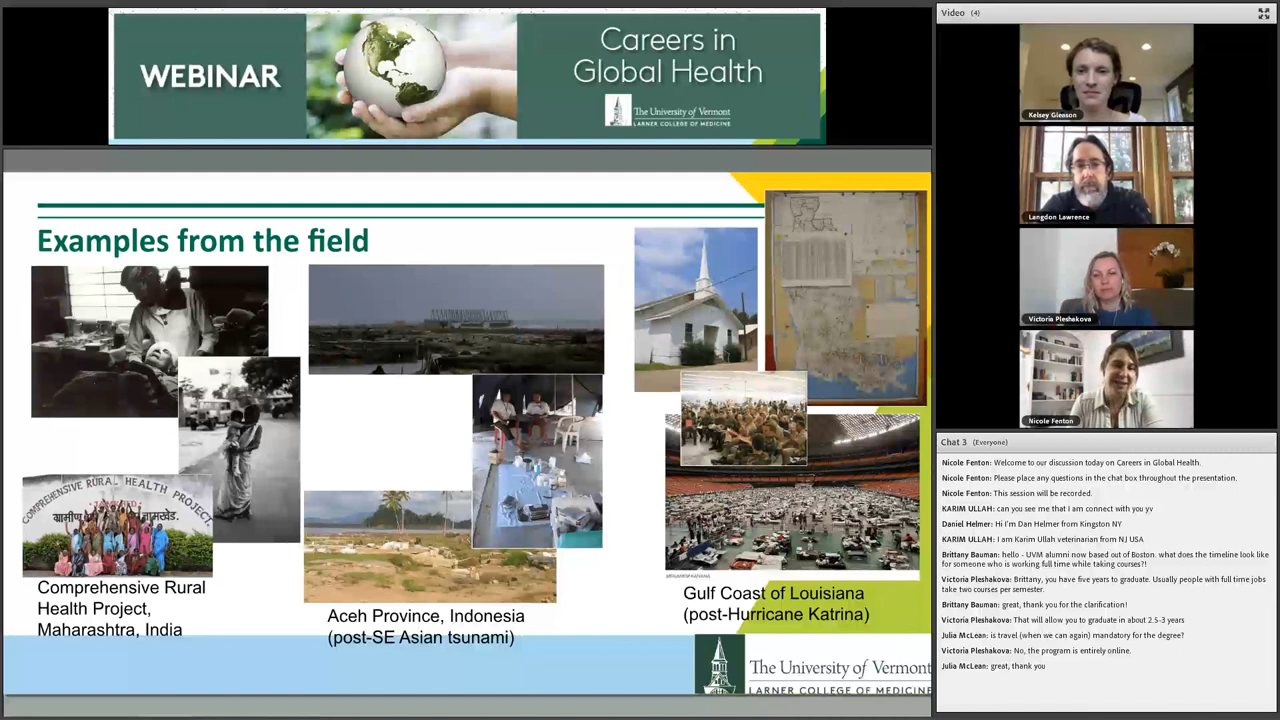 WEBINAR
Careers in
Global Health
The University of Vermont
LARNER COLLEGE OF MEDICINE
Examples from the field
COMPREHENSIVE RURAL HEALTH PROJECT,
Comprehensive Rural
Health Project,
Maharashtra, India
Aceh Province, Indonesia
(post-SE Asian tsunami)
Gulf Coast of Louisiana
(post-Hurricane Katrina)
The University of Vermont
LARNER COLLEGE OF MEDICINE
Video (4)
Kelsey Gleason
Langdon Lawrence
Victoria Pleshakova
Nicole Fenton
Chat 3 (Everyone)
Nicole Fenton: Welcome to our discussion today on Careers in Global Health.
Nicole Fenton: Please place any questions in the chat box throughout the presentation.
Nicole Fenton: This session will be recorded.
KARIM ULLAH: can you see me that I am connect with you yv
Daniel Helmer: Hi I'm Dan Helmer from Kingston NY
KARIM ULLAH: I am Karim Ullah veterinarian from NJ USA
Brittany Bauman: hello - UVM alumni now based out of Boston. what does the timeline look like
for someone who is working full time while taking courses?!
Victoria Pleshakova: Brittany, you have five years to graduate. Usually people with full time jobs
take two courses per semester.
Brittany Bauman: great, thank you for the clarification!
Victoria Pleshakova: That will allow you to graduate in about 2.5-3 years
Julia McLean: is travel (when we can again) mandatory for the degree?
Victoria Pleshakova: No, the program is entirely online.
Julia McLean: great, thank you